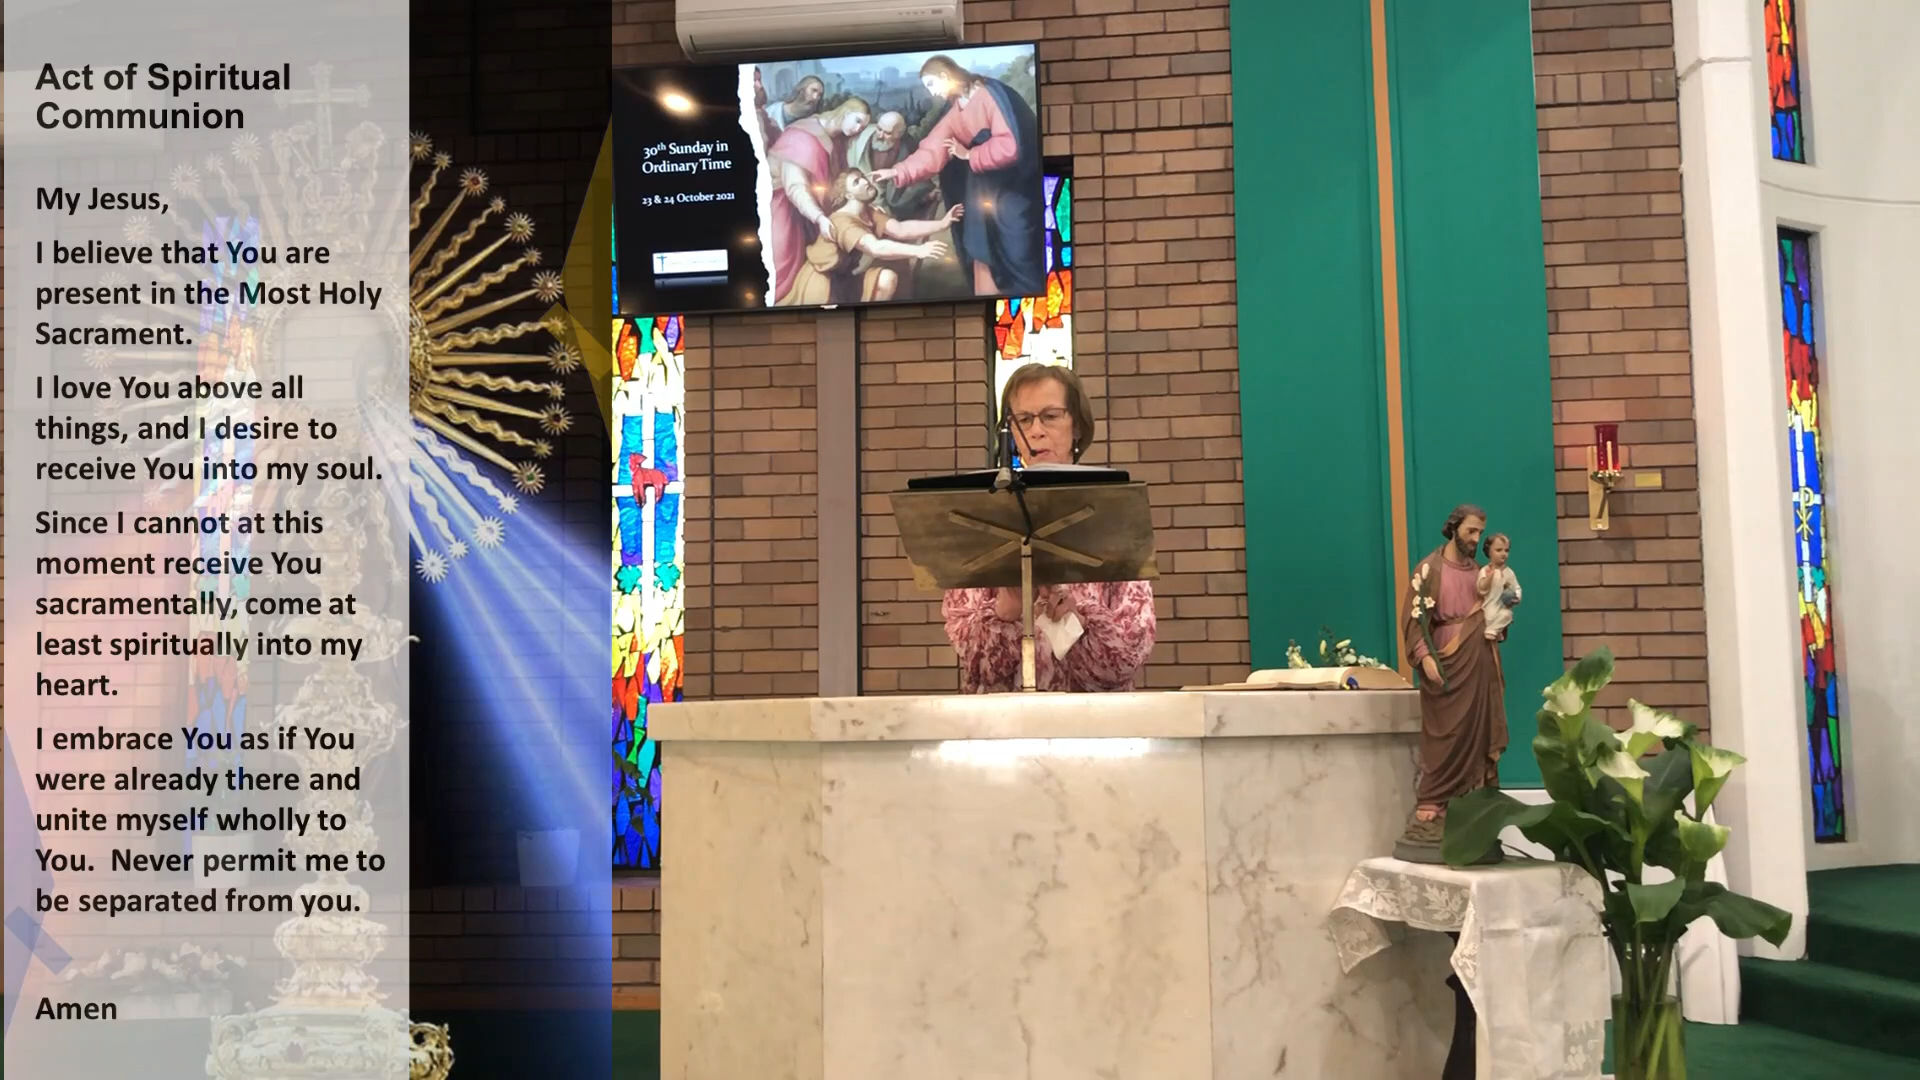 Act of Spiritual
Communion
My Jesus,
I believe that You are
present in the Most Holy
Sacrament.
I love You above all
things, and I desire to
receive You into my soul.
Since I cannot at this
moment receive You
sacramentally, come at
least spiritually into my
heart.
I embrace You as if You
were already there and
unite myself wholly to
You.  Never permit me to
be separated from you.
Amen
30th Sunday in
Ordinary Time
23 & 24 October 2021